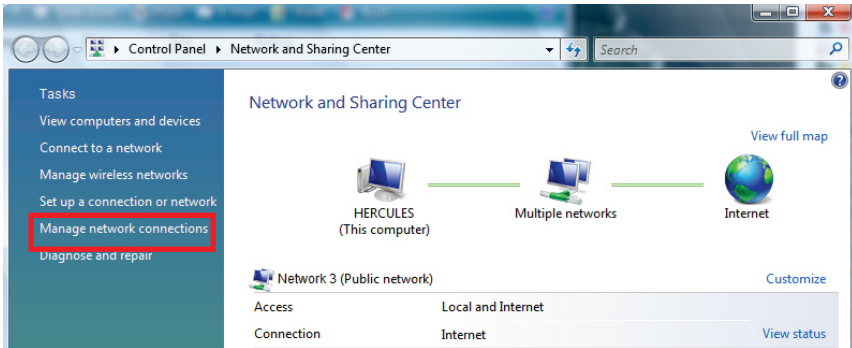 Control Panel ▸ Network and Sharing Center
Search
Tasks
View computers and devices
Connect to a network
Manage wireless networks
Set up a connection or network
Manage network connections
Diagnose and repair
Network and Sharing Center
View full map
HERCULES
(This computer)
Multiple networks
Internet
Network 3 (Public network)
Customize
Access Local and Internet
Connection Internet View status